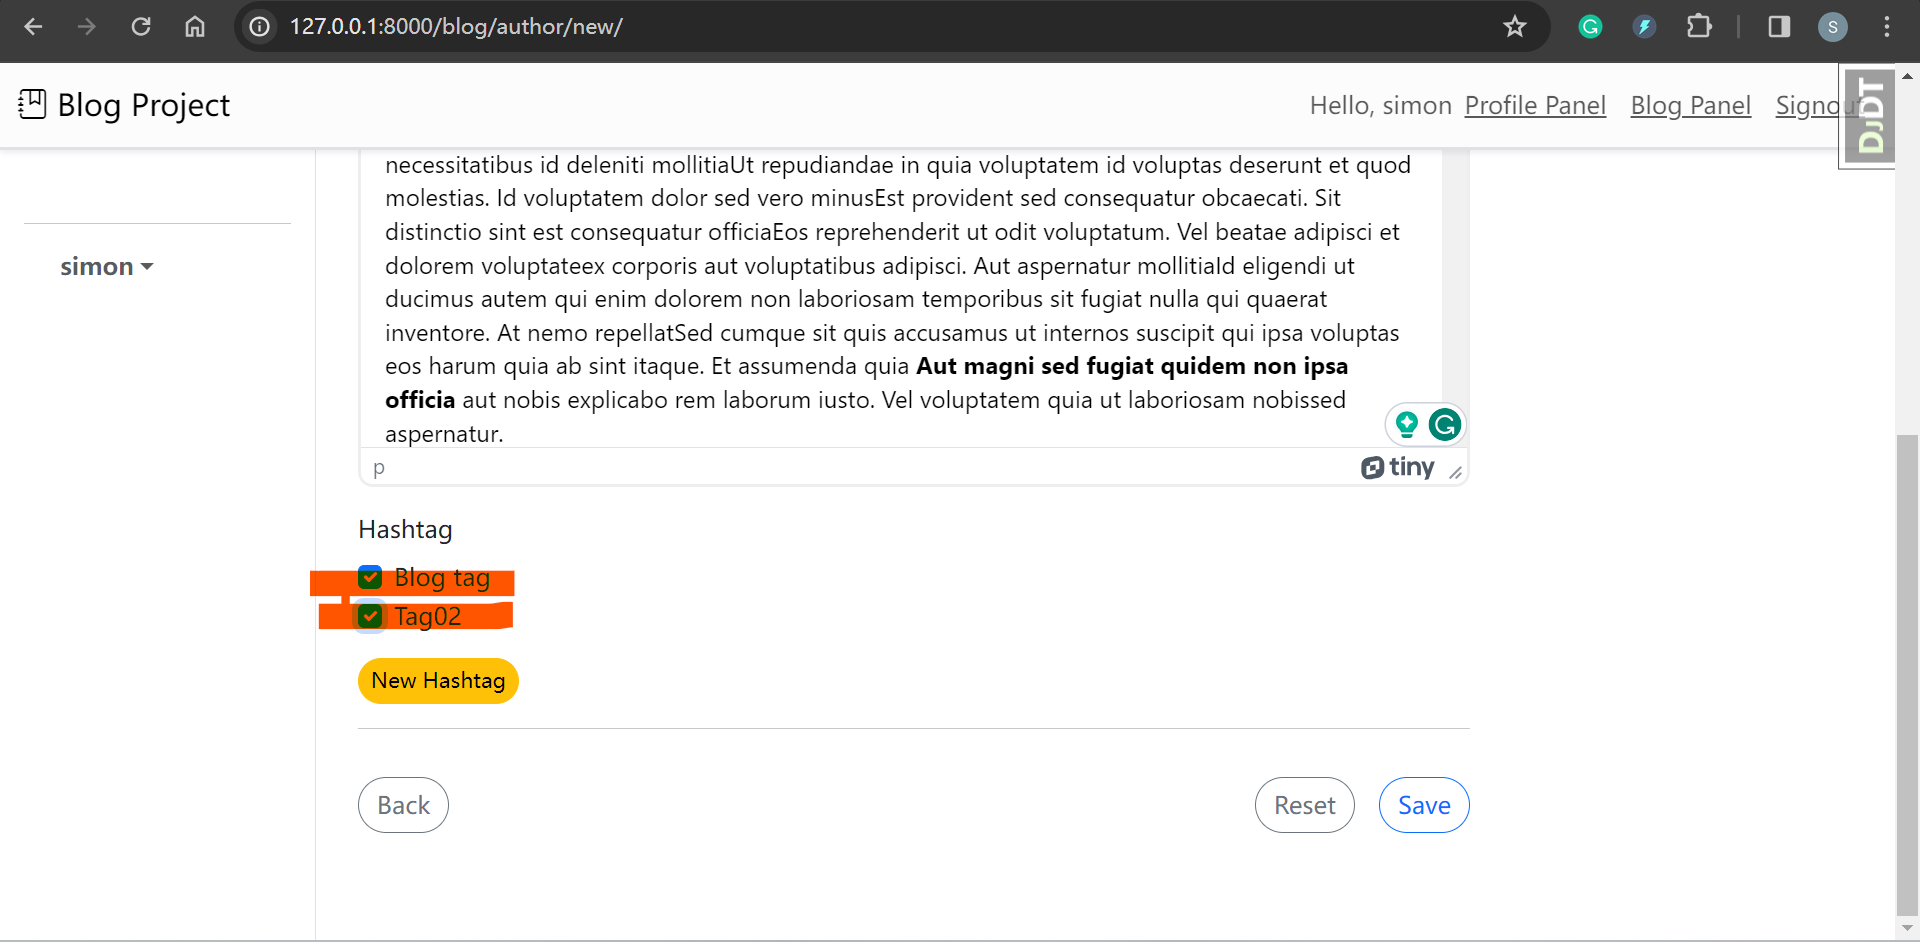 127.0.0.1:8000/blog/author/new/
S
Blog Project
Hello, simon Profile Panel Blog Panel Signout
DjDT
necessitatibus id deleniti mollitiaUt repudiandae in quia voluptatem id voluptas deserunt et quod
molestias. Id voluptatem dolor sed vero minusEst provident sed consequatur obcaecati. Sit
distinctio sint est consequatur officiaEos reprehenderit ut odit voluptatum. Vel beatae adipisci et
dolorem voluptateex corporis aut voluptatibus adipisci. Aut aspernatur mollitiaId eligendi ut
ducimus autem qui enim dolorem non laboriosam temporibus sit fugiat nulla qui quaerat
inventore. At nemo repellatSed cumque sit quis accusamus ut internos suscipit qui ipsa voluptas
eos harum quia ab sint itaque. Et assumenda quia Aut magni sed fugiat quidem non ipsa
officia aut nobis explicabo rem laborum iusto. Vel voluptatem quia ut laboriosam nobissed
aspernatur.
simon
p
tiny
Hashtag
Blog tag
Tag02
New Hashtag
Back
Reset
Save